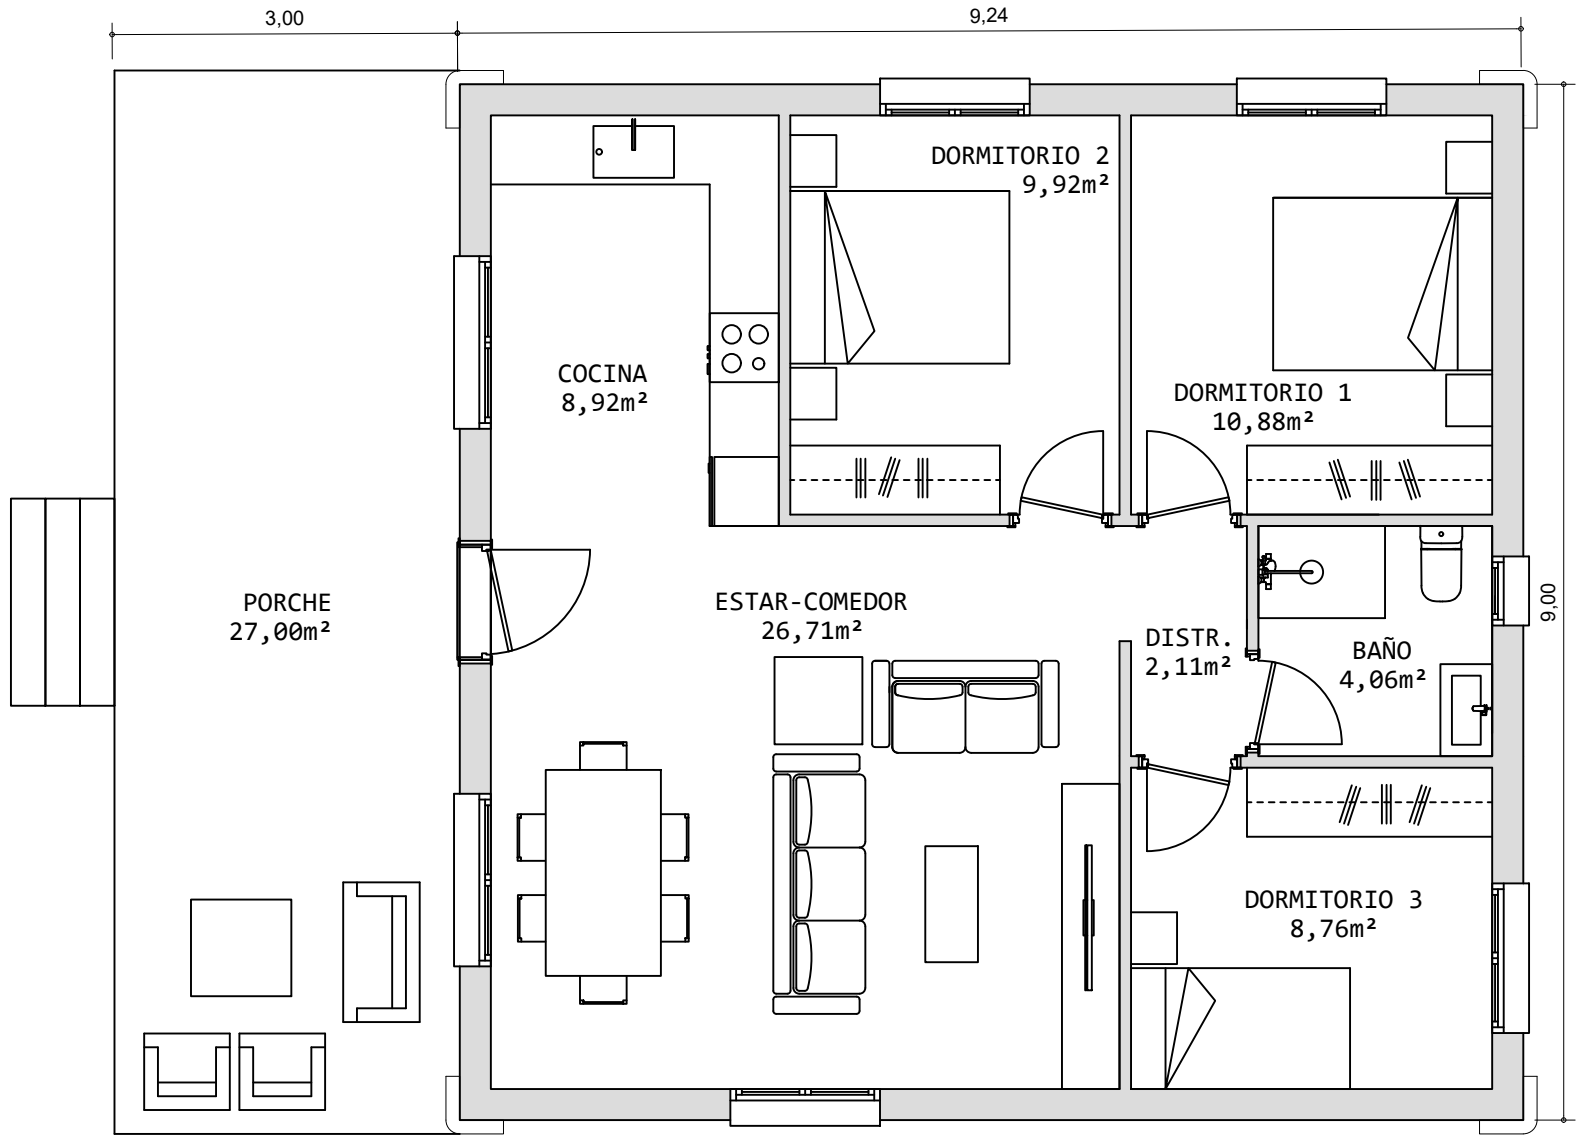 3,00
9,24
DORMITORIO 2
9,92m²
COCINA
8,92m²
DORMITORIO 1
10,88m²
PORCHE
27,00m²
ESTAR-COMEDOR
26,71m²
DISTR.
2,11m²
BAÑO
4,06m²
9,00
DORMITORIO 3
8,76m²